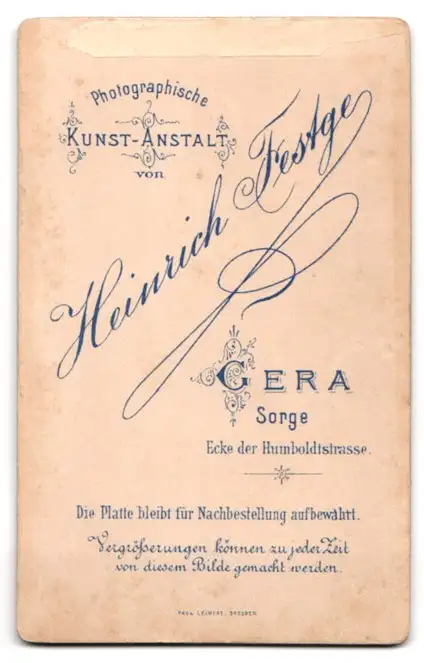 Photographische
KUNST-ANSTALT
von
Heinrich Festge
GERA
Sorge
Ecke der Humboldtstrasse.
Die Platte bleibt für Nachbestellung aufbewahrt.
Vergrößerungen können zu jeder Zeit
von diesem Bilde gemacht werden.
DRESDEN